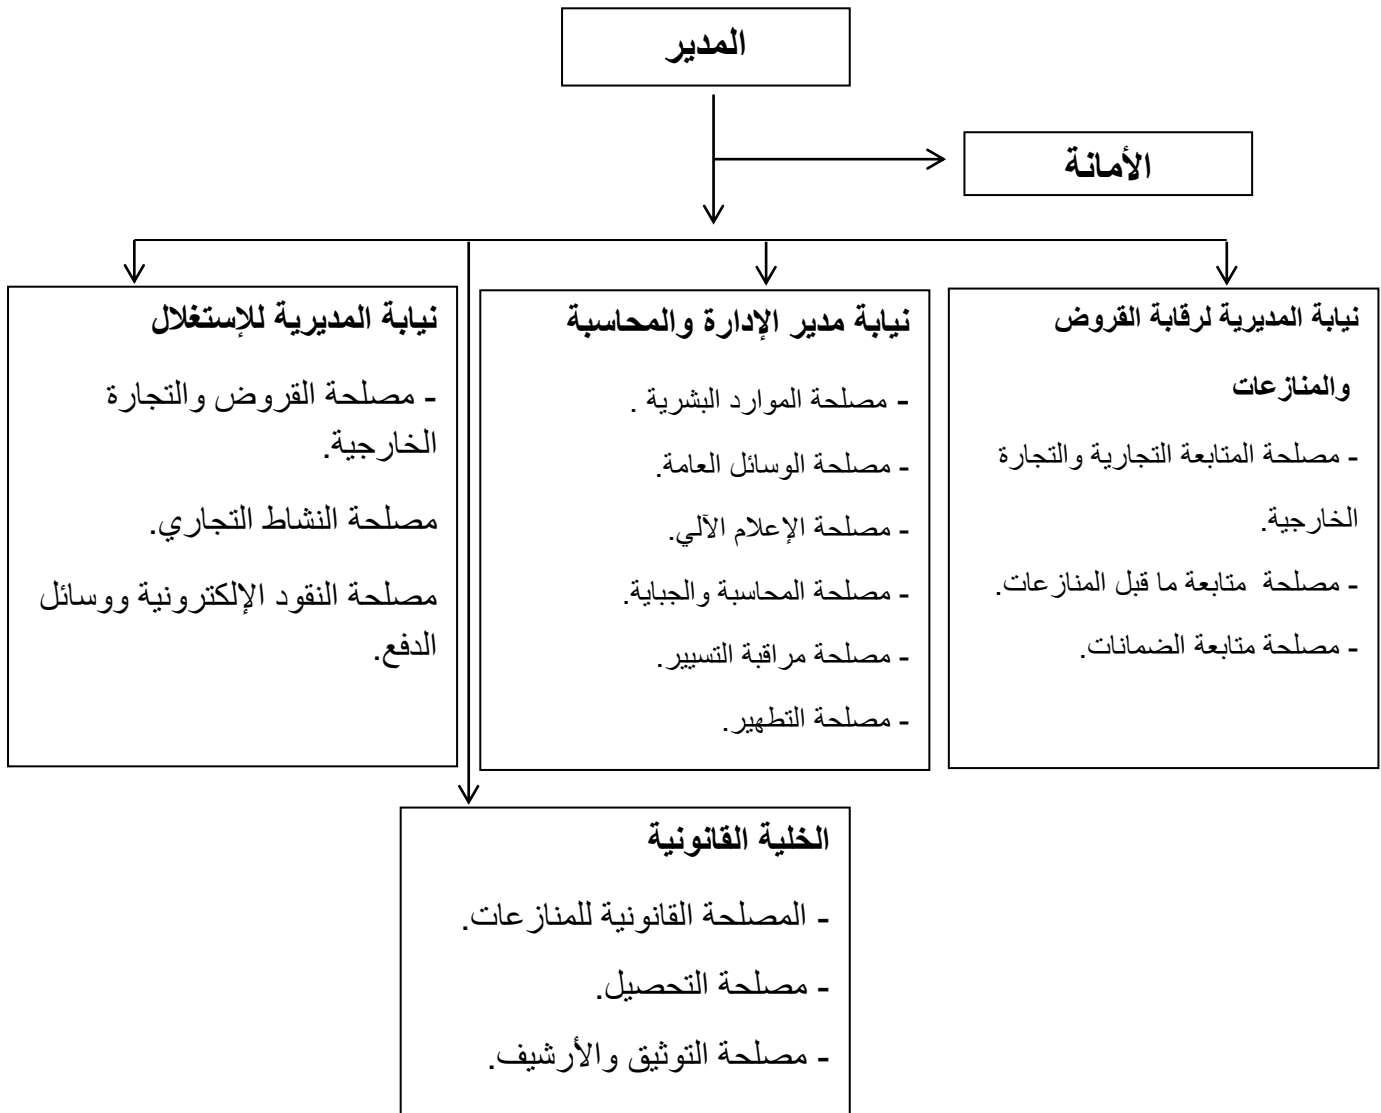 المدير
الأمانة
نيابة المديرية لرقابة القروض
والمنازعات
- مصلحة المتابعة التجارية والتجارة
الخارجية.
- مصلحة متابعة ما قبل المنازعات.
- مصلحة متابعة الضمانات.
نيابة مدير الإدارة والمحاسبة
- مصلحة الموارد البشرية .
- مصلحة الوسائل العامة.
- مصلحة الإعلام الآلي.
- مصلحة المحاسبة والجباية.
- مصلحة مراقبة التسيير.
- مصلحة التطهير.
نيابة المديرية للإستغلال
- مصلحة القروض والتجارة
الخارجية.
مصلحة النشاط التجاري.
مصلحة النقود الإلكترونية ووسائل
الدفع.
الخلية القانونية
- المصلحة القانونية للمنازعات.
- مصلحة التحصيل.
- مصلحة التوثيق والأرشيف.